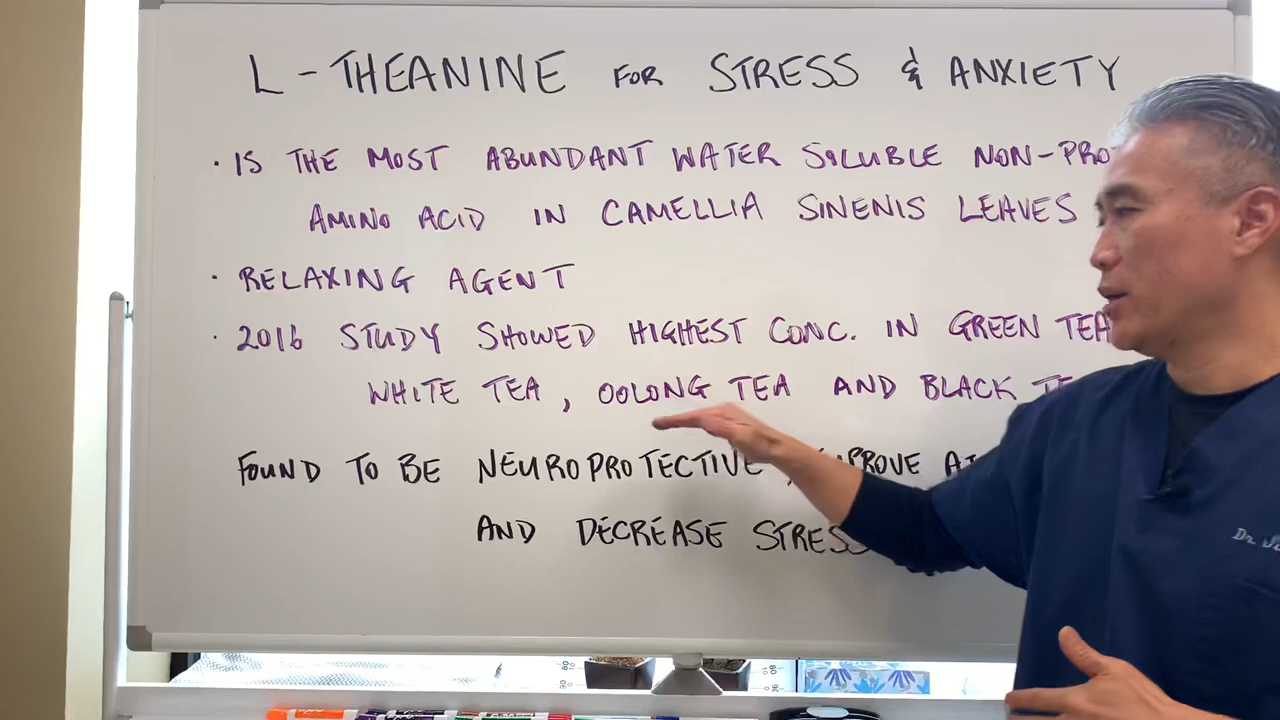 L-THEANINE FOR STRESS & ANXIETY
· IS THE MOST ABUNDANT WATER SOLUBLE NON-PRO
AMINO ACID IN CAMELLIA SINENIS LEAVES
· RELAXING AGENT
· 2016 STUDY SHOWED HIGHEST CONC. IN GREEN TEA
WHITE TEA, OOLONG TEA AND BLACK TE
FOUND TO BE NEUROPROTECTIVE,
AND DECREASE STRESS
Dr.